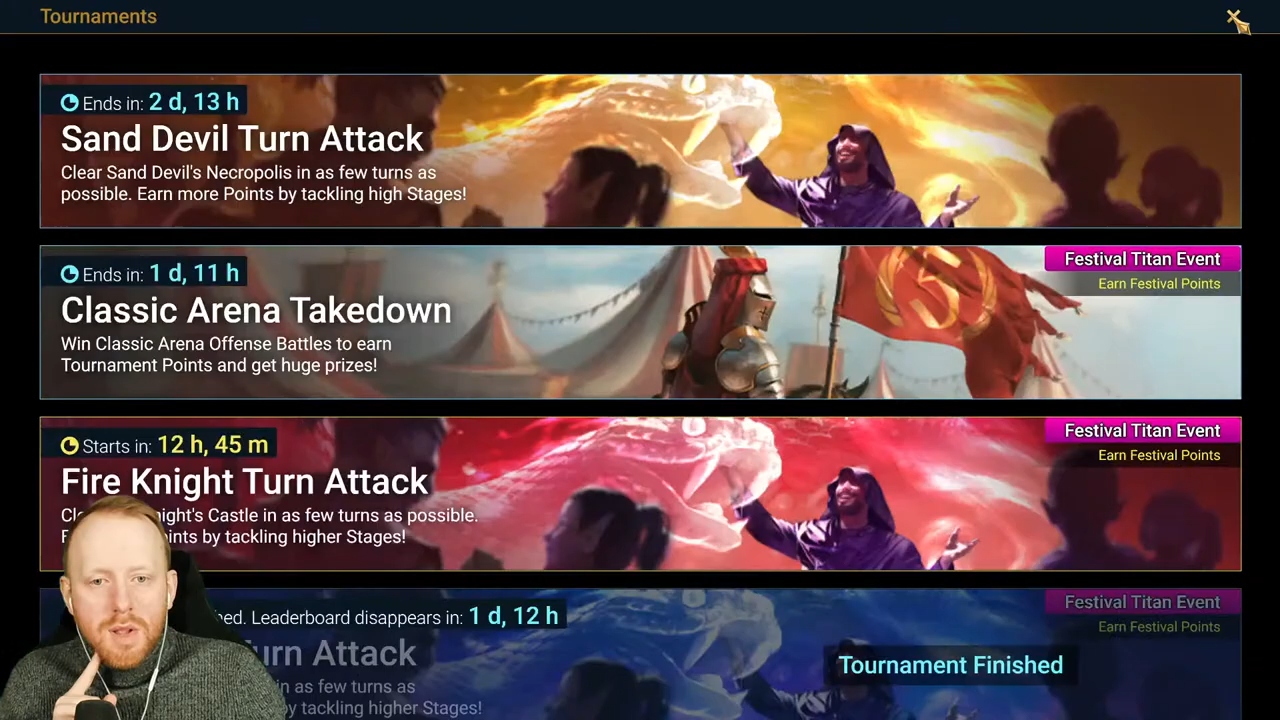 Tournaments
Ends in: 2 d, 13 h
Sand Devil Turn Attack
Clear Sand Devil's Necropolis in as few turns as
possible. Earn more Points by tackling high Stages!
Ends in: 1 d, 11 h
Festival Titan Event
Earn Festival Points
Classic Arena Takedown
Win Classic Arena Offense Battles to earn
Tournament Points and get huge prizes!
Starts in: 12 h, 45 m
Festival Titan Event
Earn Festival Points
Fire Knight Turn Attack
Knight's Castle in as few turns as possible.
by tackling higher Stages!
Leaderboard disappears in: 1 d, 12 h
Festival Titan Event
Earn Festival Points
Turn Attack
Tournament Finished
in as few turns as
by tackling higher Stages!